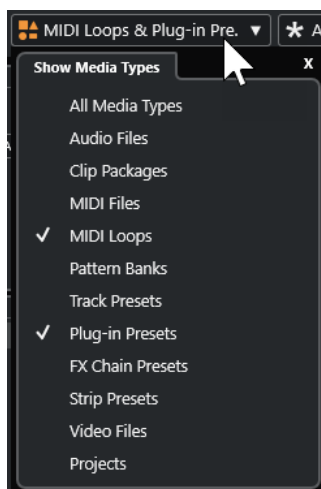 MIDI Loops & Plug-in Pre. ▼ A
Show Media Types X
All Media Types
Audio Files
Clip Packages
MIDI Files
✓ MIDI Loops
Pattern Banks
Track Presets
✓ Plug-in Presets
FX Chain Presets
Strip Presets
Video Files
Projects